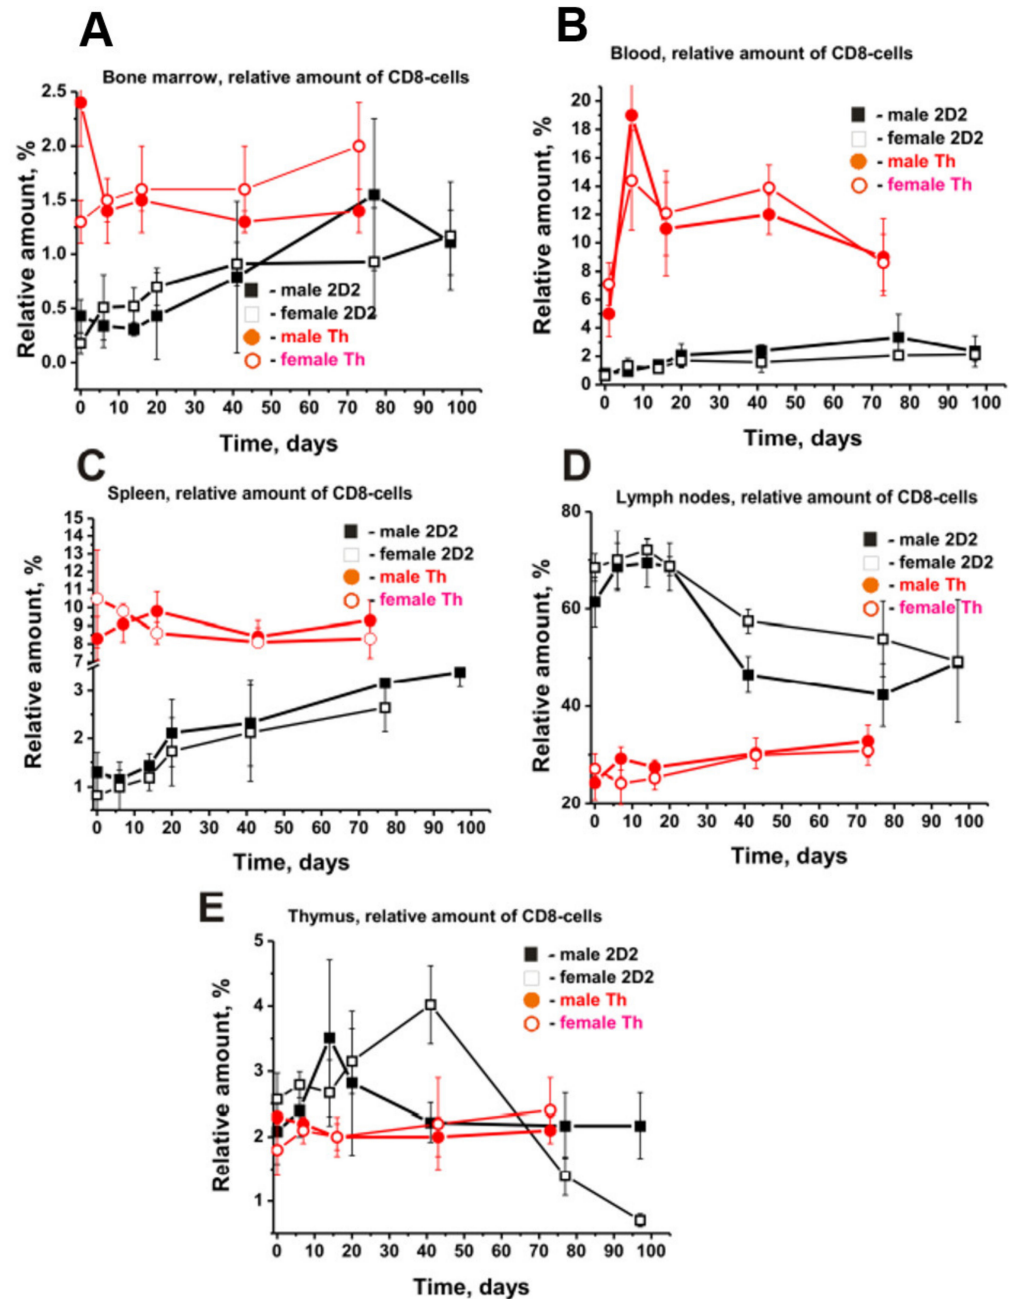 A
Bone marrow, relative amount of CD8-cells
Relative amount, %
2.5
2.0
1.5
1.0
0.5
0.0
- male 2D2
- female 2D2
- male Th
- female Th
0 10 20 30 40 50 60 70 80 90 100
Time, days
B
Blood, relative amount of CD8-cells
Relative amount, %
20
18
16
14
12
10
8
6
4
2
0
- male 2D2
- female 2D2
- male Th
- female Th
0 10 20 30 40 50 60 70 80 90 100
Time, days
C
Spleen, relative amount of CD8-cells
Relative amount, %
15
14
13
12
11
10
9
8
7
3
2
1
- male 2D2
- female 2D2
- male Th
- female Th
0 10 20 30 40 50 60 70 80 90 100
Time, days
D
Lymph nodes, relative amount of CD8-cells
Relative amount, %
80
60
40
20
- male 2D2
- female 2D2
- male Th
- female Th
0 10 20 30 40 50 60 70 80 90 100
Time, days
E
Thymus, relative amount of CD8-cells
Relative amount, %
5
4
3
2
1
- male 2D2
- female 2D2
- male Th
- female Th
0 10 20 30 40 50 60 70 80 90 100
Time, days